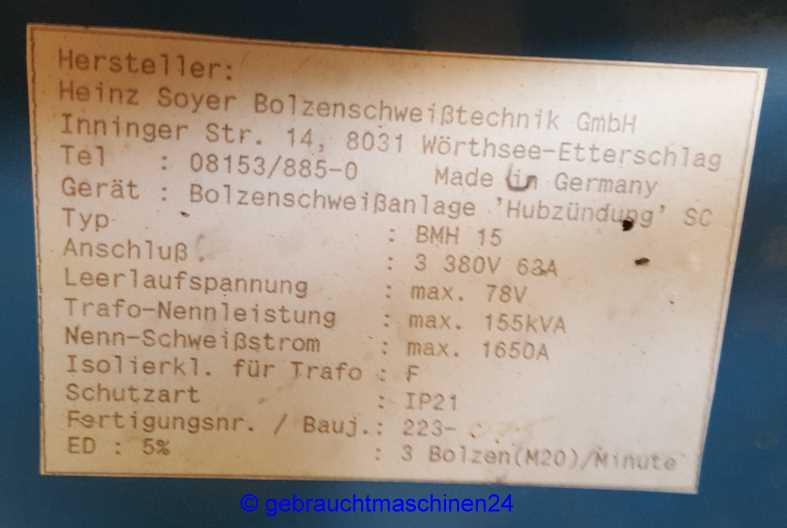 Hersteller:
Heinz Soyer Bolzenschweißtechnik GmbH
Inninger Str. 14, 8031 Wörthsee-Etterschlag
Tel : 08153/885-0 Made in Germany
Gerät : Bolzenschweißanlage 'Hubzündung' SC
Typ : BMH 15
Anschluß : 3 380V 63A
Leerlaufspannung : max. 78V
Trafo-Nennleistung : max. 155kVA
Nenn-Schweißstrom : max. 1650A
Isolierkl. für Trafo : F
Schutzart : IP21
Fertigungsnr. / Bauj.: 223-
ED : 5% : 3 Bolzen(M20)/Minute
© gebrauchtmaschinen24